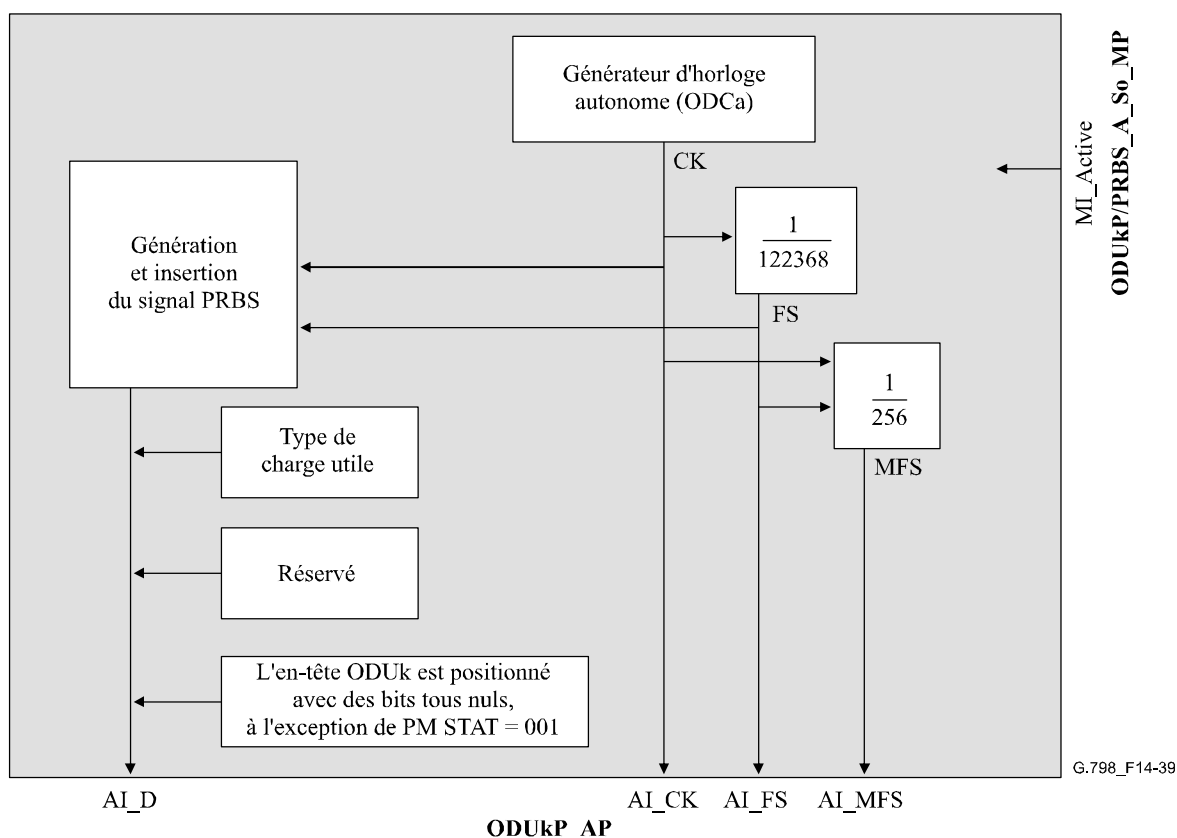 Générateur d'horloge
autonome (ODCa)
CK
MI_Active
ODUkP/PRBS_A_So_MP
1
122368
Génération
et insertion
du signal PRBS
FS
1
256
MFS
Type de
charge utile
Réservé
L'en-tête ODUk est positionné
avec des bits tous nuls,
à l'exception de PM STAT = 001
G.798_F14-39
AI_D
AI_CK
AI_FS
AI_MFS
ODUkP_AP